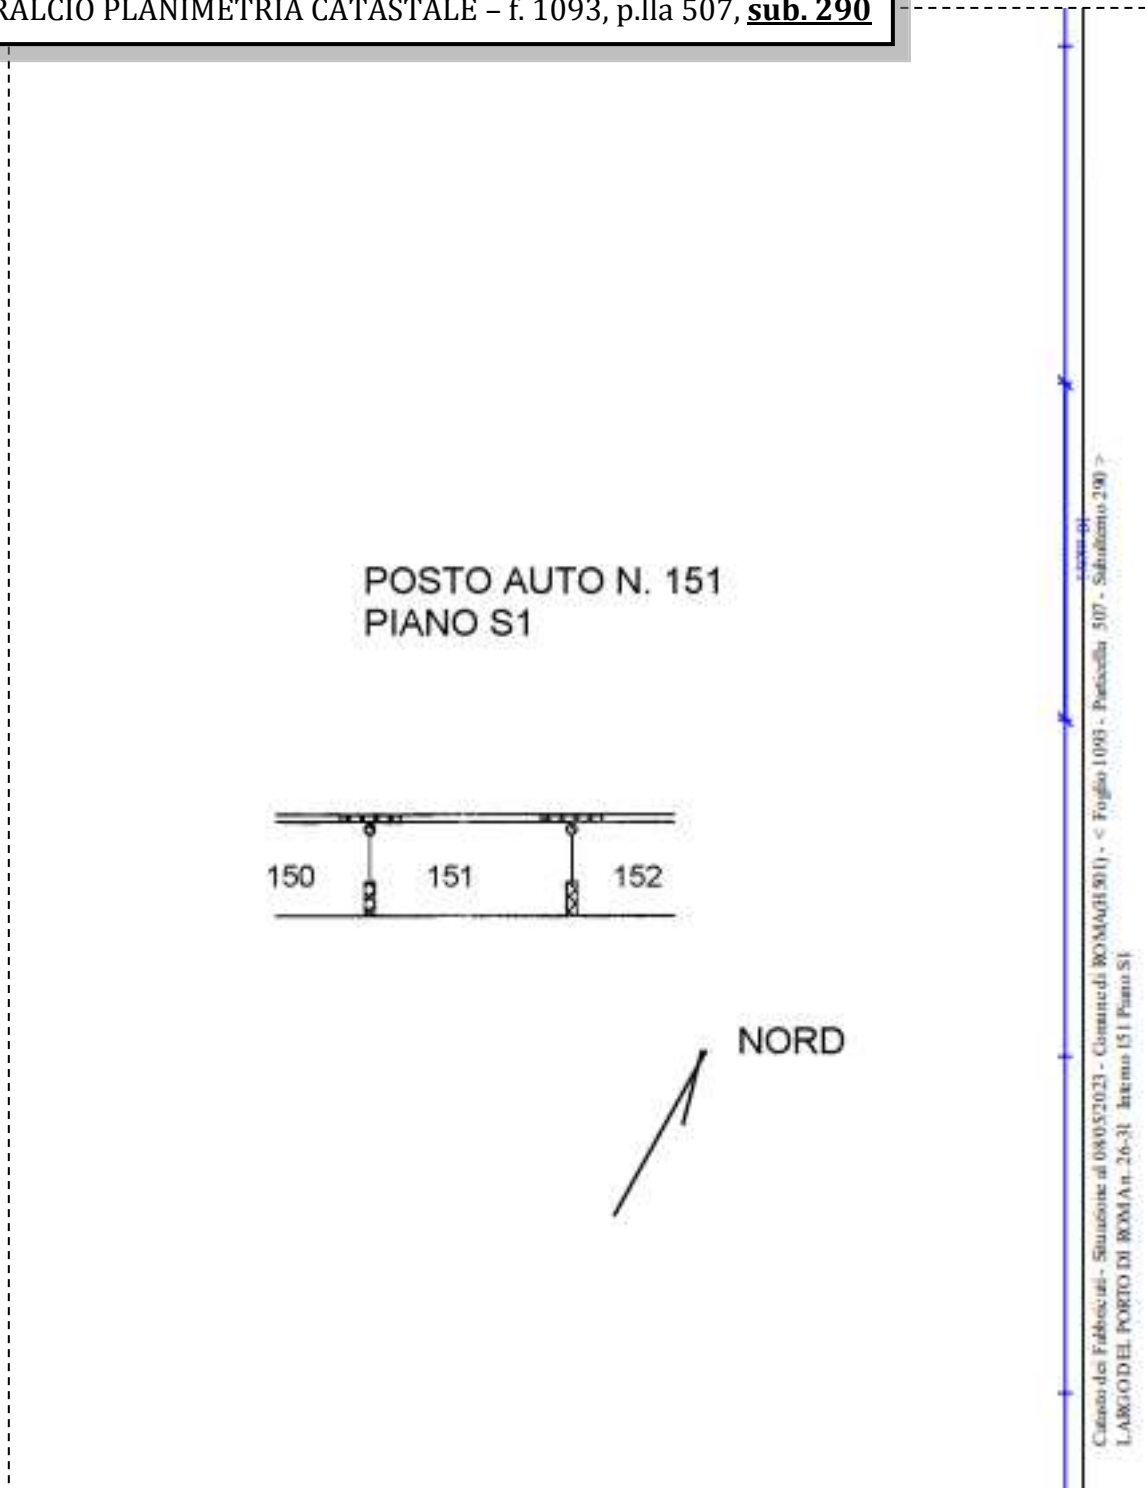 RALCIO PLANIMETRIA CATASTALE – f. 1093, p.lla 507, sub. 290
POSTO AUTO N. 151
PIANO S1
150 151 152
NORD
Catasto dei Fabbricati - Situazione al 08/05/2023 - Comune di ROMA(H501) - < Foglio 1093 - Particella 507 - Subalterno 290 >
LARGO DEL PORTO DI ROMA n. 26-31 Interno 151 Piano S1